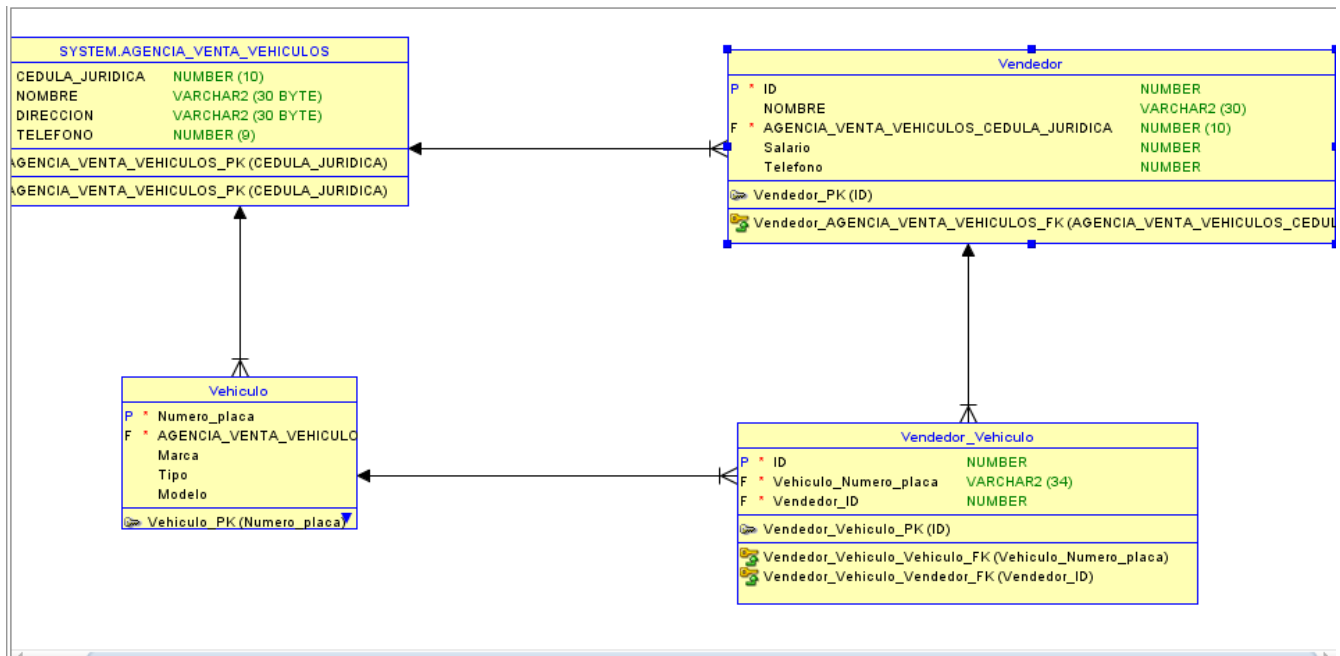 SYSTEM.AGENCIA_VENTA_VEHICULOS
CEDULA_JURIDICA NUMBER (10)
NOMBRE VARCHAR2 (30 BYTE)
DIRECCION VARCHAR2 (30 BYTE)
TELEFONO NUMBER (9)
AGENCIA_VENTA_VEHICULOS_PK (CEDULA_JURIDICA)
AGENCIA_VENTA_VEHICULOS_PK (CEDULA_JURIDICA)
Vendedor
P * ID NUMBER
NOMBRE VARCHAR2 (30)
F * AGENCIA_VENTA_VEHICULOS_CEDULA_JURIDICA NUMBER (10)
Salario NUMBER
Telefono NUMBER
Vendedor_PK (ID)
Vendedor_AGENCIA_VENTA_VEHICULOS_FK (AGENCIA_VENTA_VEHICULOS_CEDUL
Vehiculo
P * Numero_placa
F * AGENCIA_VENTA_VEHICULO
Marca
Tipo
Modelo
Vehiculo_PK (Numero_placa)
Vendedor_Vehiculo
P * ID NUMBER
F * Vehiculo_Numero_placa VARCHAR2 (34)
F * Vendedor_ID NUMBER
Vendedor_Vehiculo_PK (ID)
Vendedor_Vehiculo_Vehiculo_FK (Vehiculo_Numero_placa)
Vendedor_Vehiculo_Vendedor_FK (Vendedor_ID)